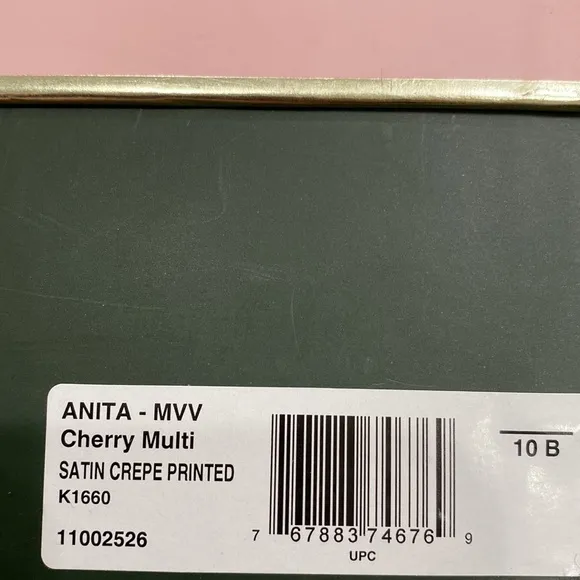 ANITA - MVV
Cherry Multi
SATIN CREPE PRINTED
K1660
11002526
7 67883 74676 9
UPC
10 B